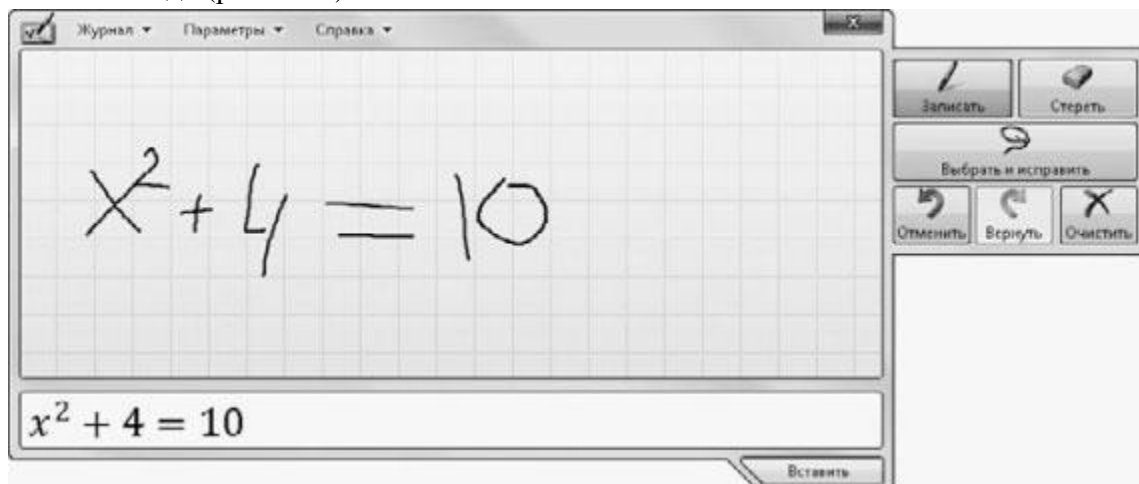 Журнал Параметры Справка x
Записать Стереть
x² + 4 = 10
Выбрать и исправить
Отменить Вернуть Очистить
x² + 4 = 10
Вставить